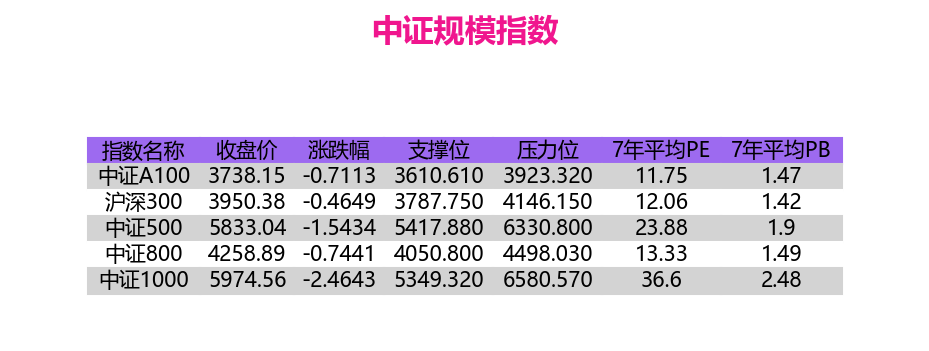 中证规模指数
指数名称 收盘价 涨跌幅 支撑位 压力位 7年平均PE 7年平均PB
中证A100 3738.15 -0.7113 3610.610 3923.320 11.75 1.47
沪深300 3950.38 -0.4649 3787.750 4146.150 12.06 1.42
中证500 5833.04 -1.5434 5417.880 6330.800 23.88 1.9
中证800 4258.89 -0.7441 4050.800 4498.030 13.33 1.49
中证1000 5974.56 -2.4643 5349.320 6580.570 36.6 2.48